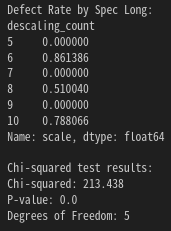 Defect Rate by Spec Long:
descaling_count
5     0.000000
6     0.861386
7     0.000000
8     0.510040
9     0.000000
10    0.788066
Name: scale, dtype: float64

Chi-squared test results:
Chi-squared: 213.438
P-value: 0.0
Degrees of Freedom: 5